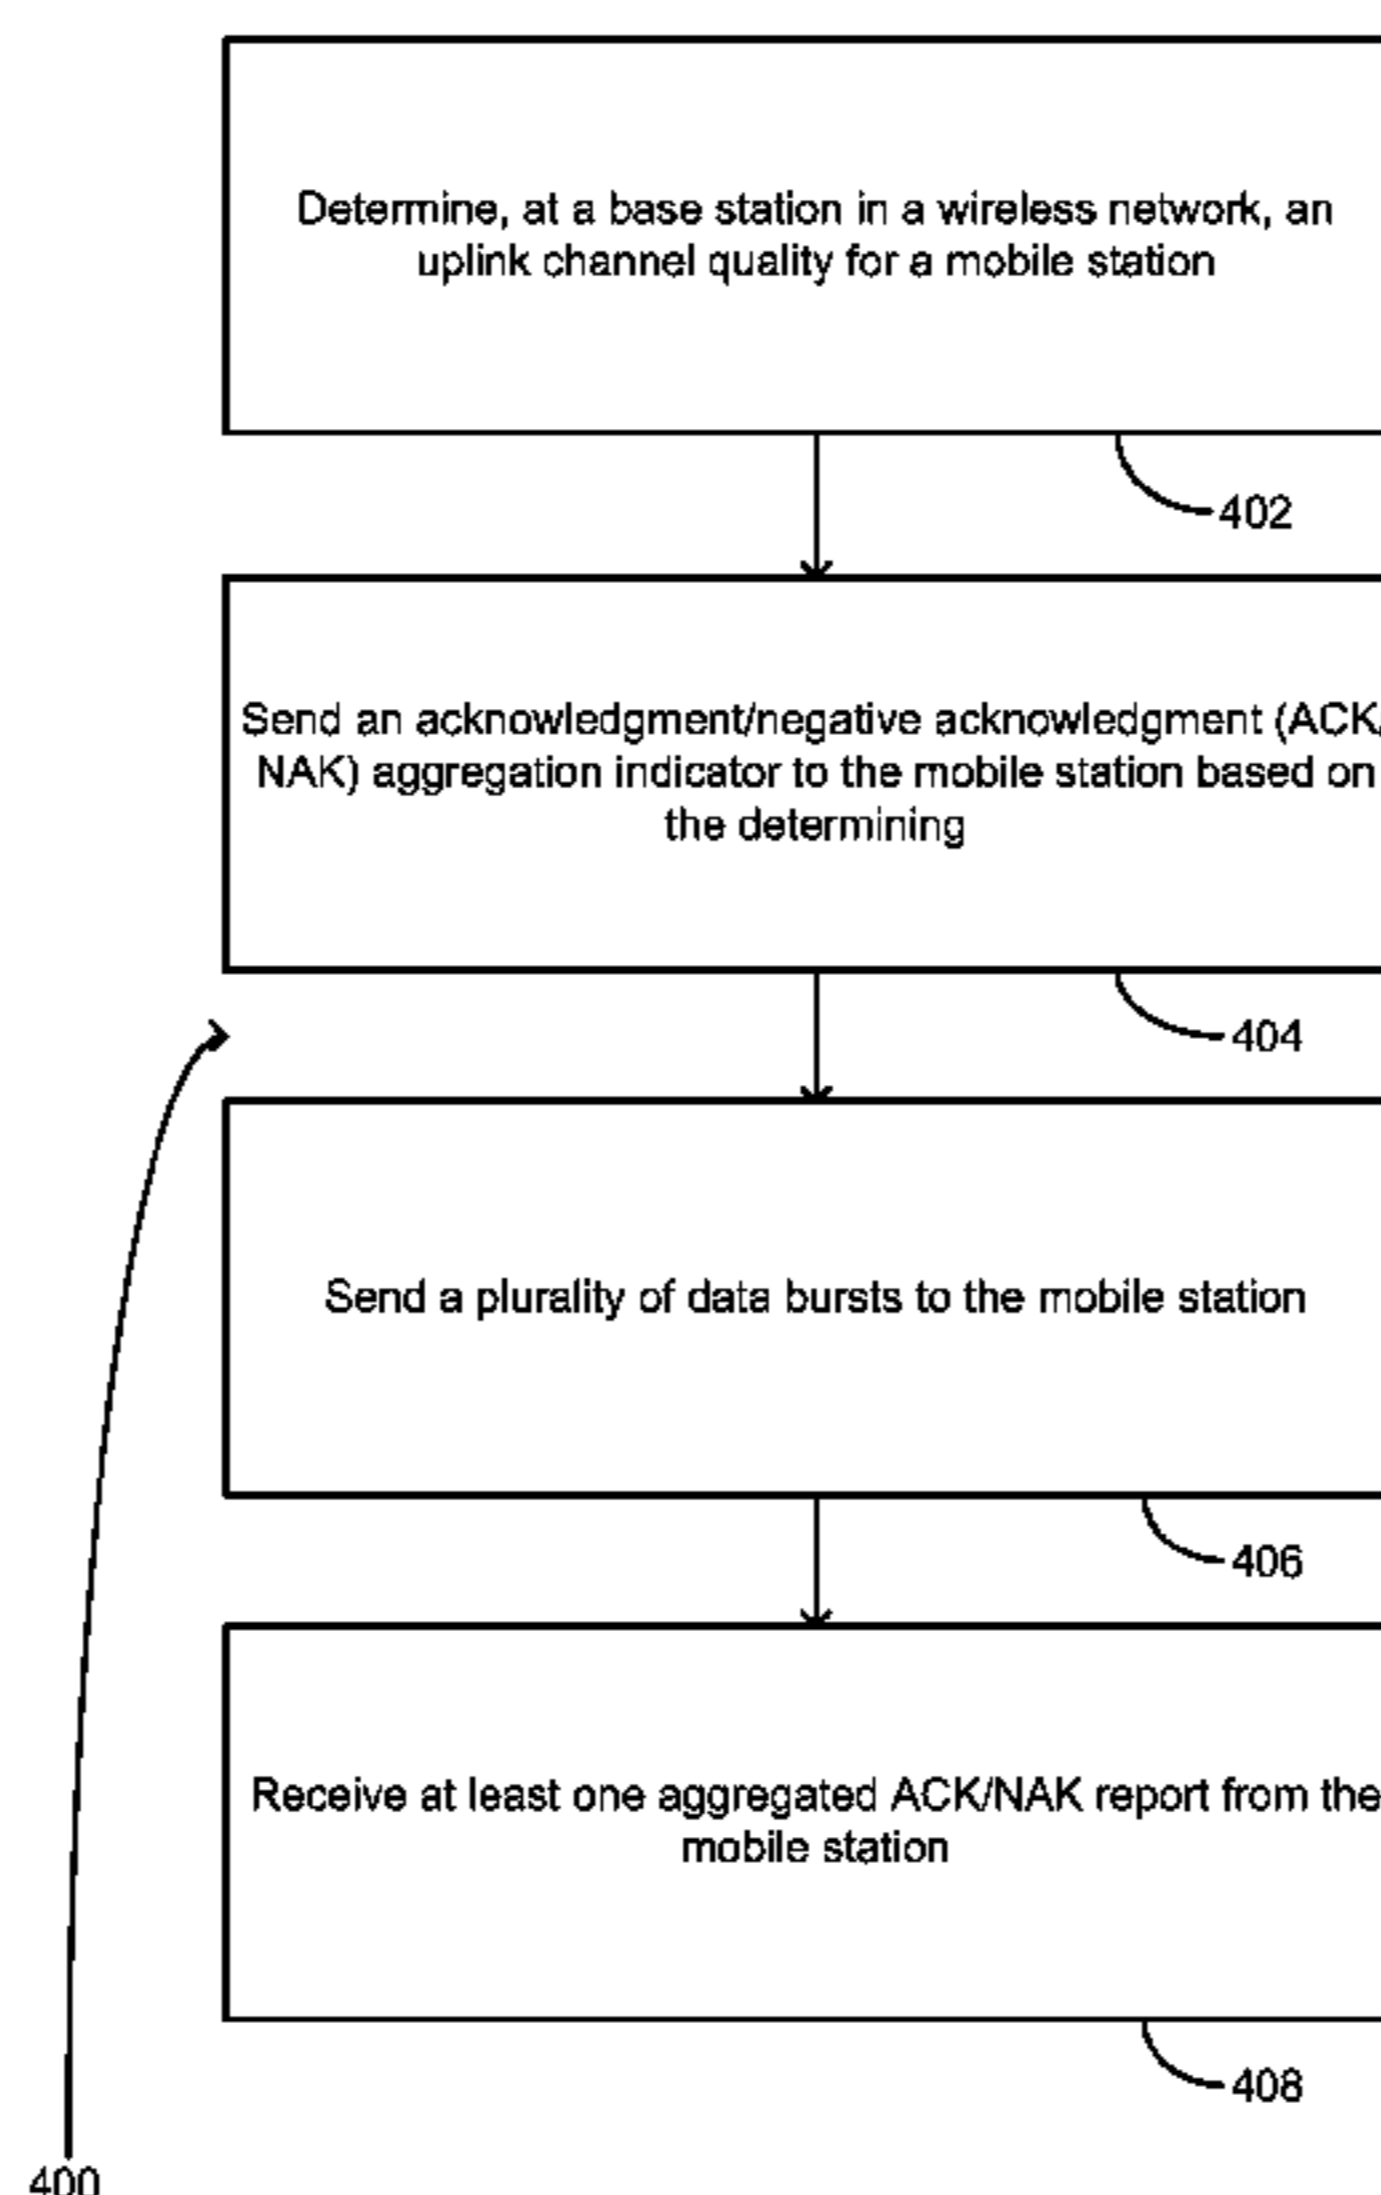 Determine, at a base station in a wireless network, an
uplink channel quality for a mobile station
402
Send an acknowledgment/negative acknowledgment (ACK/
NAK) aggregation indicator to the mobile station based on
the determining
404
Send a plurality of data bursts to the mobile station
406
Receive at least one aggregated ACK/NAK report from the
mobile station
408
400